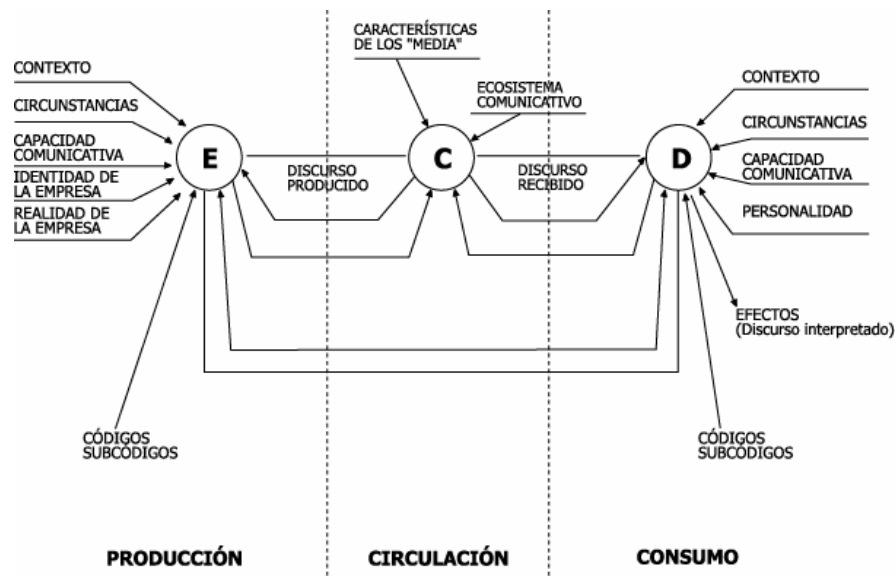 CARACTERÍSTICAS
DE LOS "MEDIA"
ECOSISTEMA
COMUNICATIVO
CONTEXTO
CIRCUNSTANCIAS
CAPACIDAD
COMUNICATIVA
IDENTIDAD DE
LA EMPRESA
REALIDAD DE
LA EMPRESA
E
DISCURSO
PRODUCIDO
C
DISCURSO
RECIBIDO
D
CONTEXTO
CIRCUNSTANCIAS
CAPACIDAD
COMUNICATIVA
PERSONALIDAD
EFECTOS
(Discurso interpretado)
CÓDIGOS
SUBCÓDIGOS
CÓDIGOS
SUBCÓDIGOS
PRODUCCIÓN
CIRCULACIÓN
CONSUMO